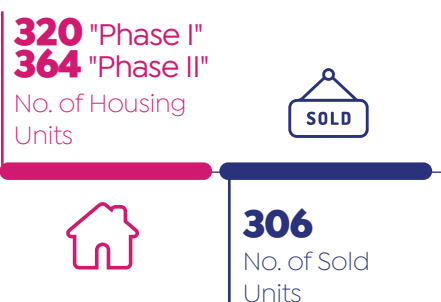 320 "Phase I"
364 "Phase II"
No. of Housing
Units
SOLD
306
No. of Sold
Units